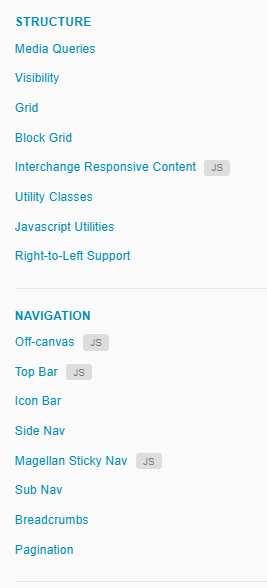 STRUCTURE
Media Queries
Visibility
Grid
Block Grid
Interchange Responsive Content JS
Utility Classes
Javascript Utilities
Right-to-Left Support
NAVIGATION
Off-canvas JS
Top Bar JS
Icon Bar
Side Nav
Magellan Sticky Nav JS
Sub Nav
Breadcrumbs
Pagination